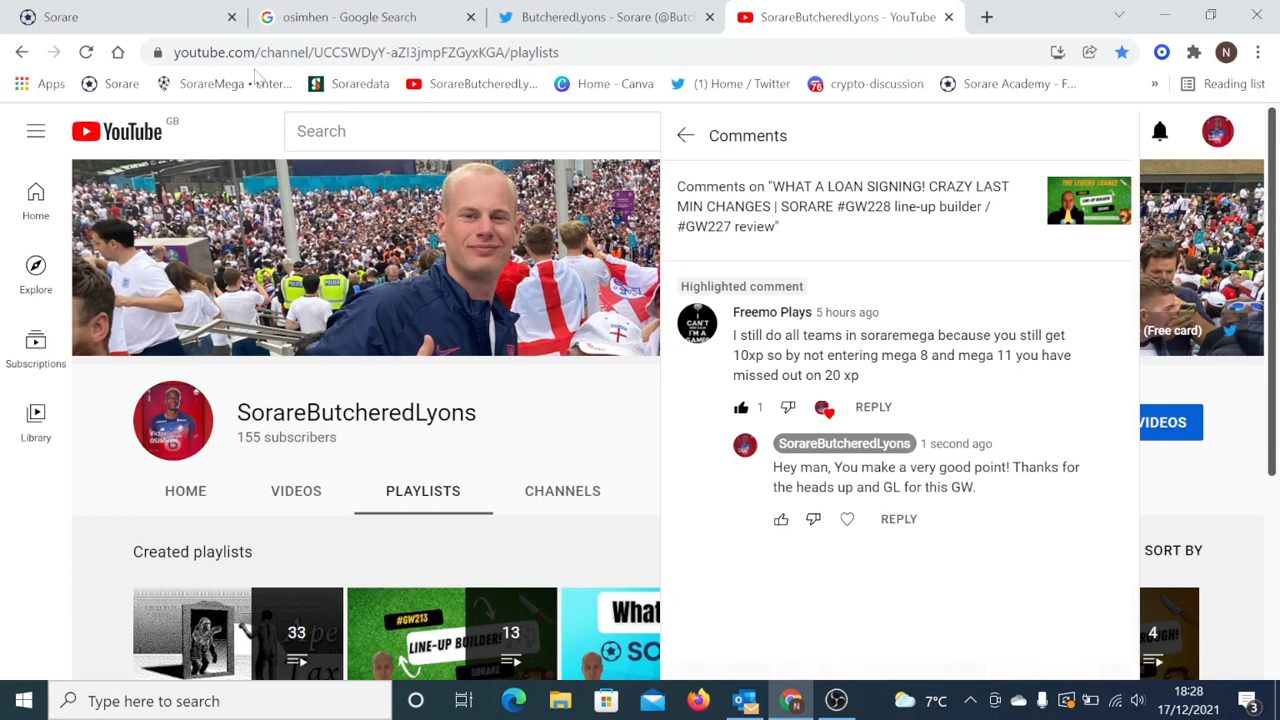 Sorare
osimhen - Google Search
ButcheredLyons - Sorare (@Butc
SorareButcheredLyons - YouTube
youtube.com/channel/UCCSWDyY-aZI3jmpFZGyxKGA/playlists
N
Apps
Sorare
SorareMega • Inter...
Soraredata
SorareButcheredLy...
Home - Canva
(1) Home / Twitter
76
crypto-discussion
Sorare Academy - F...
»
Reading list
YouTube GB
Search
Comments
Comments on "WHAT A LOAN SIGNING! CRAZY LAST
MIN CHANGES | SORARE #GW228 line-up builder /
#GW227 review"
Home
Explore
Subscriptions
Library
Highlighted comment
Freemo Plays 5 hours ago
I still do all teams in soraremega because you still get
10xp so by not entering mega 8 and mega 11 you have
missed out on 20 xp
1
REPLY
SorareButcheredLyons 1 second ago
Hey man, You make a very good point! Thanks for
the heads up and GL for this GW.
REPLY
(Free card)
SorareButcheredLyons
155 subscribers
VIDEOS
HOME
VIDEOS
PLAYLISTS
CHANNELS
Created playlists
SORT BY
33
#GW213
LINE-UP BUILDER!
13
What
SO
4
Type here to search
7°C
18:28
17/12/2021
3